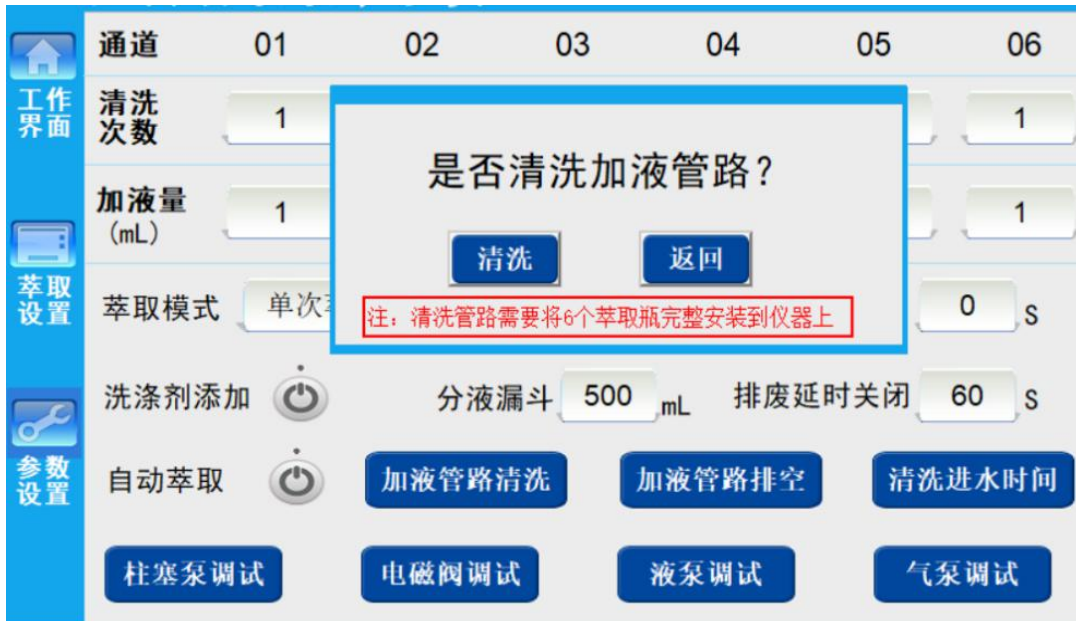 通道 01 02 03 04 05 06
工作
界面
清洗
次数 1 1
是否清洗加液管路?
加液量
(mL) 1 1
清洗 返回
萃取
设置
萃取模式 单次 0 S
注:清洗管路需要将6个萃取瓶完整安装到仪器上
洗涤剂添加 分液漏斗 500 mL 排废延时关闭 60 S
参数
设置
自动萃取 加液管路清洗 加液管路排空 清洗进水时间
柱塞泵调试 电磁阀调试 液泵调试 气泵调试